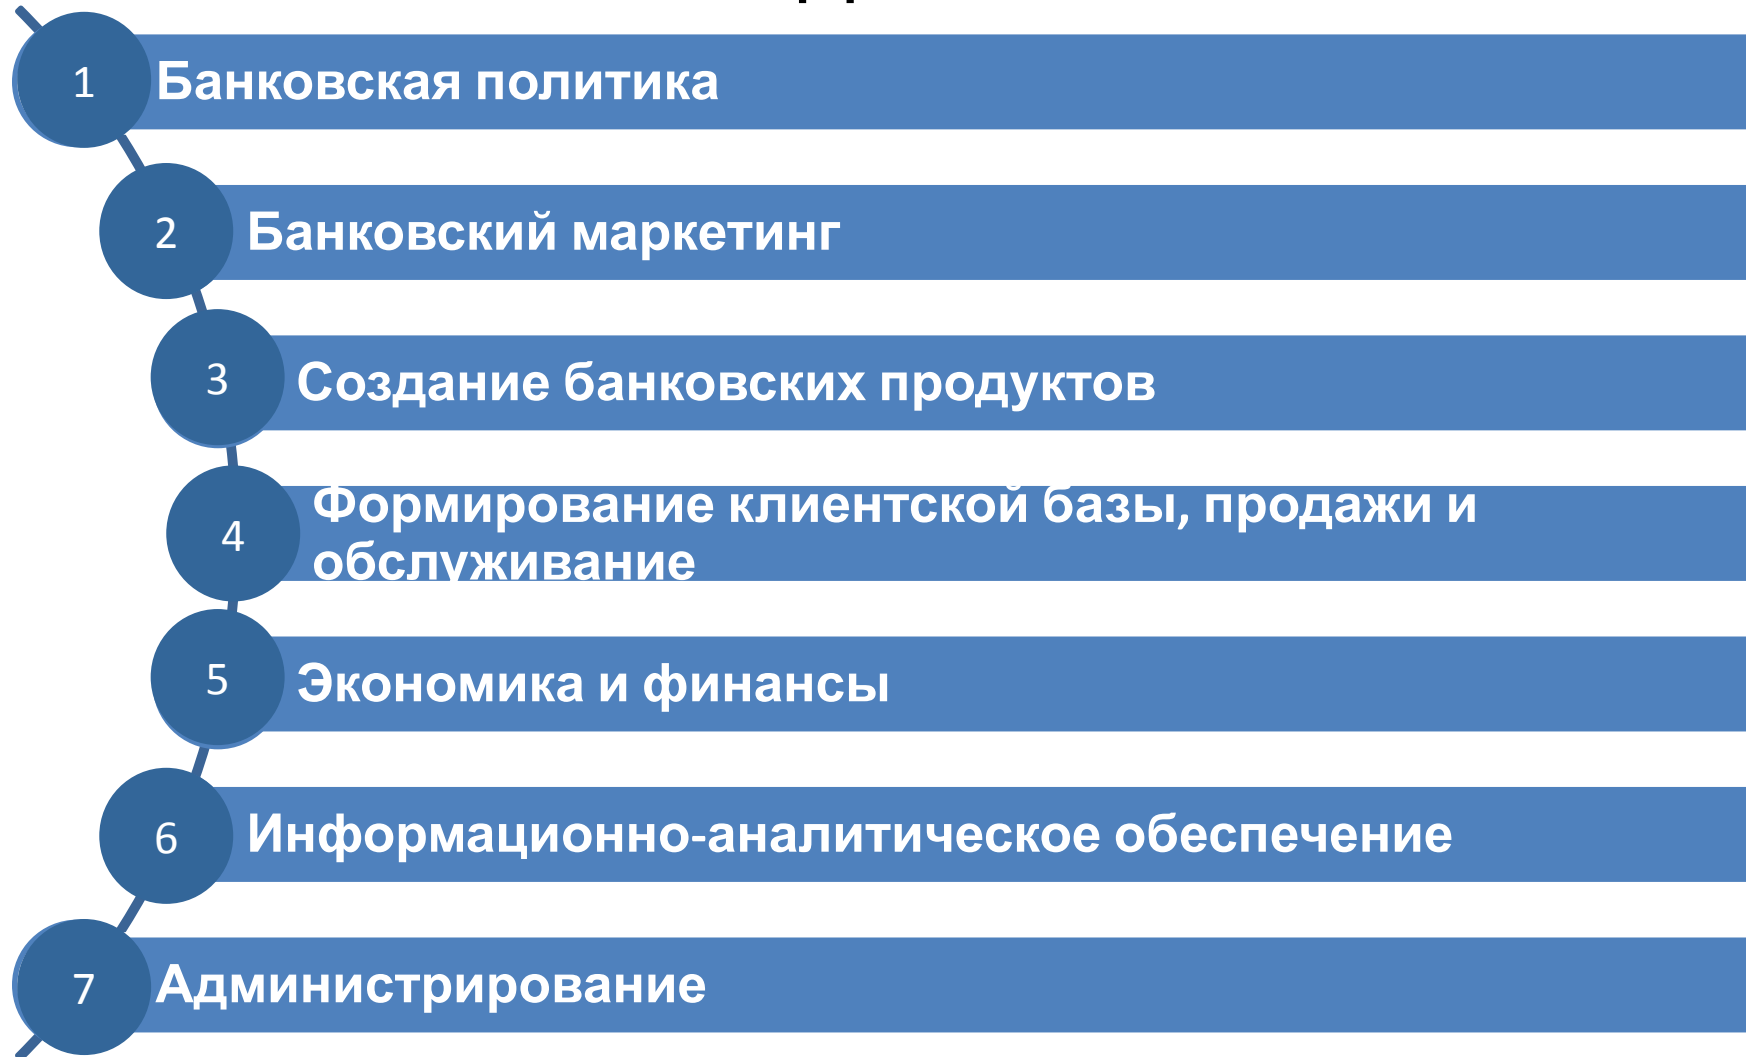 1 Банковская политика
2 Банковский маркетинг
3 Создание банковских продуктов
4 Формирование клиентской базы, продажи и
обслуживание
5 Экономика и финансы
6 Информационно-аналитическое обеспечение
7 Администрирование